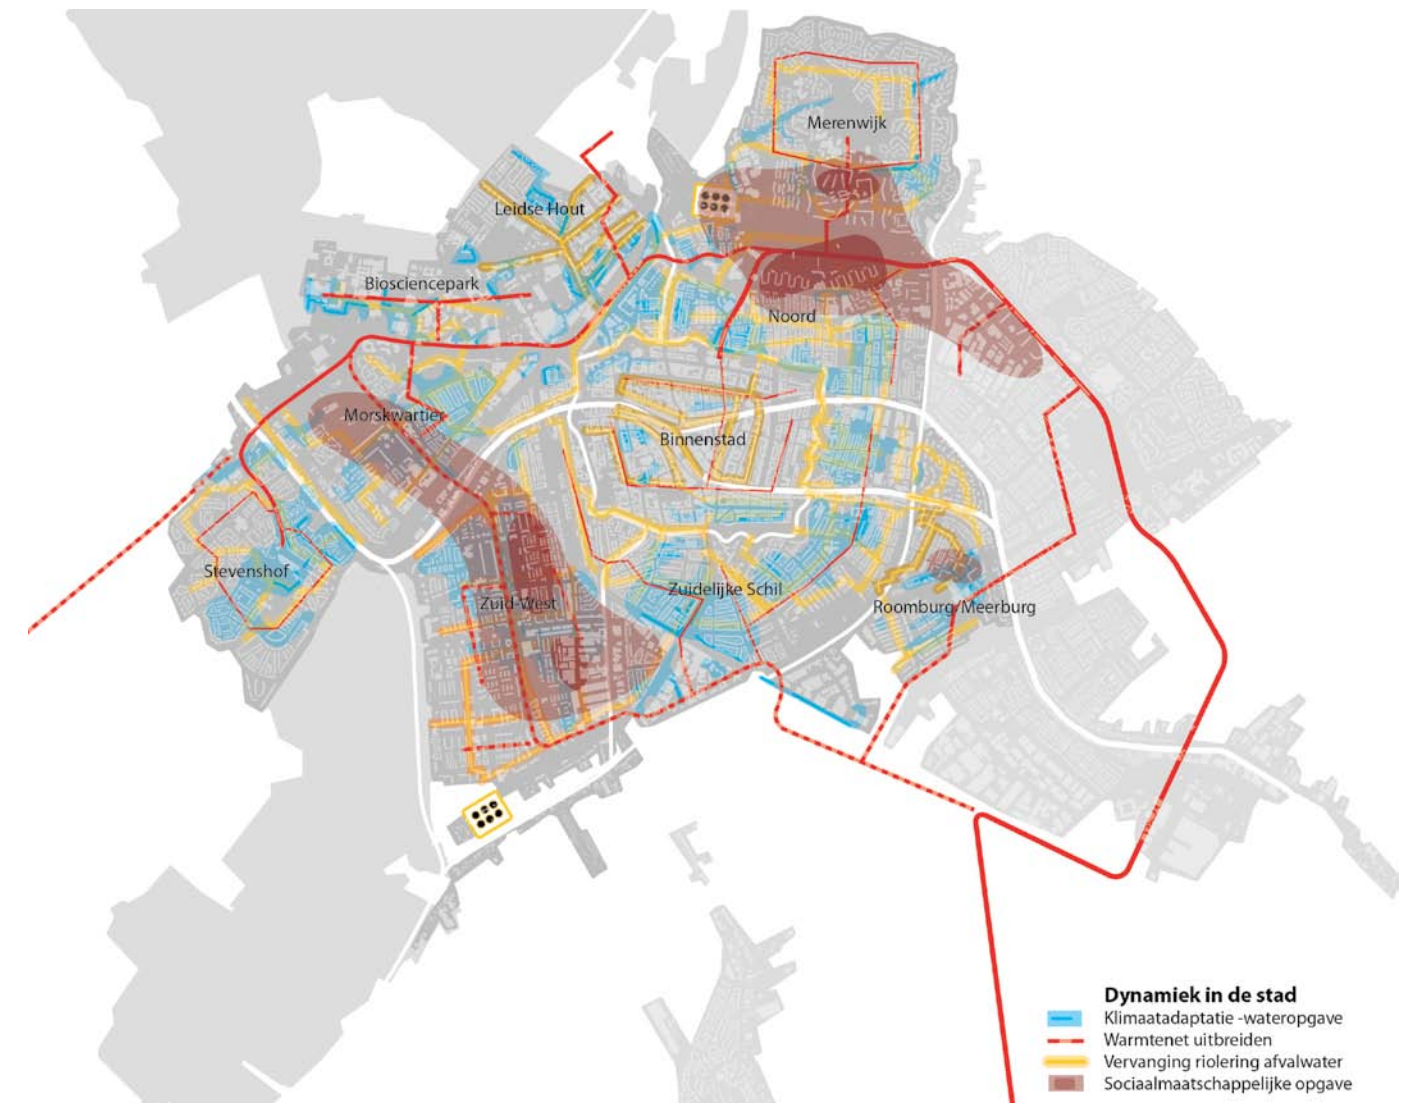 Merenwijk
Leidse Hout
Biosciencepark
Noord
Morskwartier
Binnenstad
Stevenshof
Zuid-West
Zuidelijke Schil
Roomburg/Meerburg
Dynamiek in de stad
Klimaatadaptatie -wateropgave
Warmtenet uitbreiden
Vervanging riolering afvalwater
Sociaalmaatschappelijke opgave